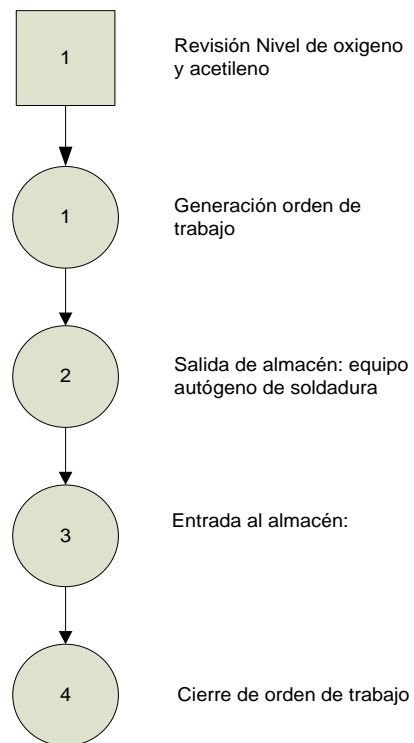 1
Revisión Nivel de oxigeno
y acetileno
1
Generación orden de
trabajo
2
Salida de almacén: equipo
autógeno de soldadura
3
Entrada al almacén:
4
Cierre de orden de trabajo